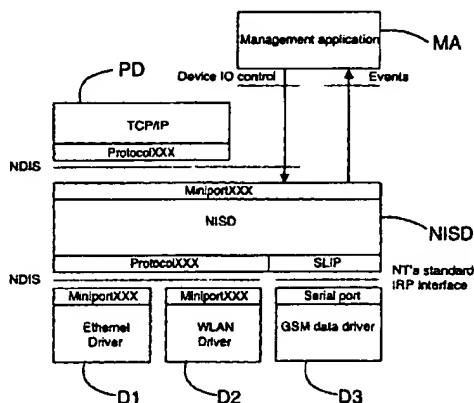 Management application
MA
PD
Device IO control
Events
TCP/IP
ProtocolXXX
NDIS
MiniportXXX
NISD
NISD
ProtocolXXX
SLIP
NDIS
NT's standard
IRP interface
MiniportXXX
MiniportXXX
Serial port
Ethernet
Driver
WLAN
Driver
GSM data driver
D1
D2
D3